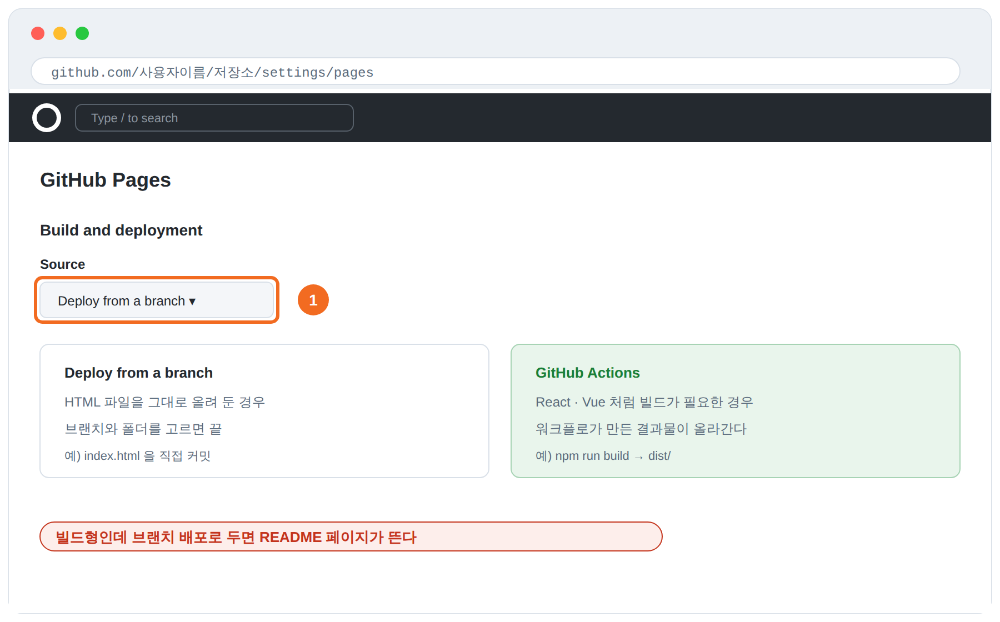 github.com/사용자이름/저장소/settings/pages
Type / to search
GitHub Pages
Build and deployment
Source
Deploy from a branch ▾
1
Deploy from a branch
HTML 파일을 그대로 올려 둔 경우
브랜치와 폴더를 고르면 끝
예) index.html 을 직접 커밋
GitHub Actions
React · Vue 처럼 빌드가 필요한 경우
워크플로가 만든 결과물이 올라간다
예) npm run build → dist/
빌드형인데 브랜치 배포로 두면 README 페이지가 뜬다